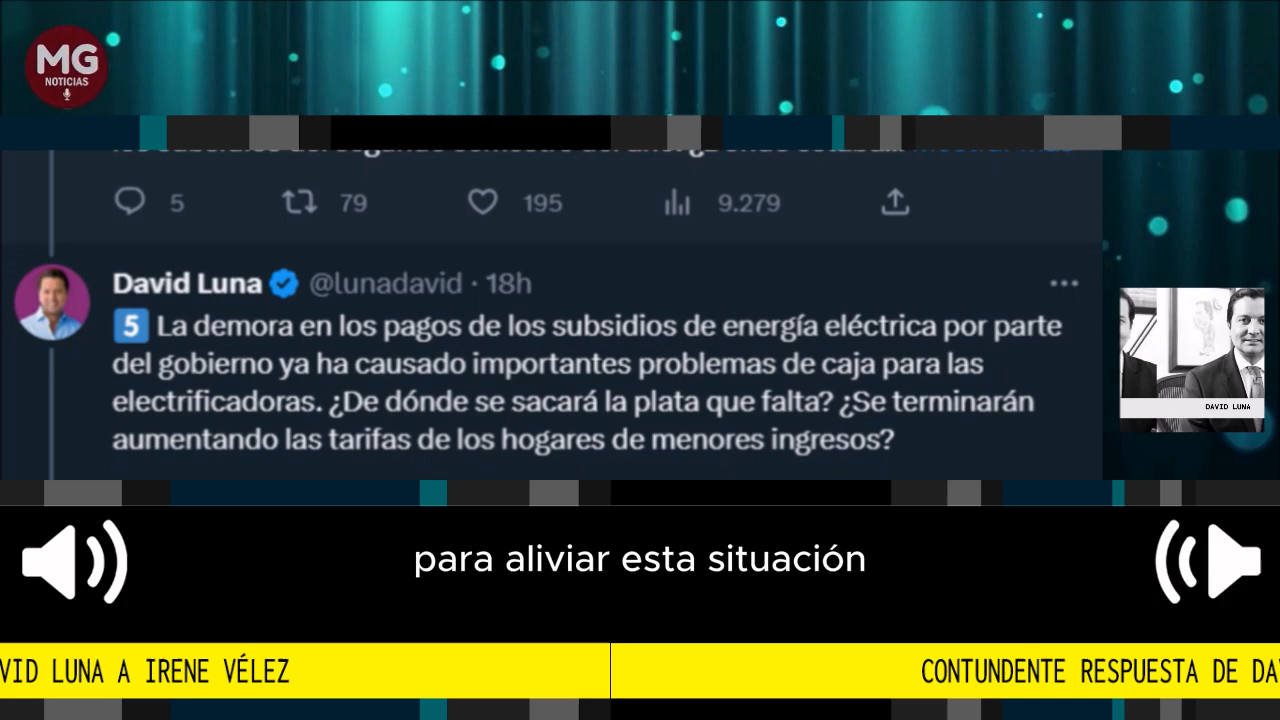 MG
NOTICIAS
5 79 195 9.279
David Luna @lunadavid · 18h
5 La demora en los pagos de los subsidios de energía eléctrica por parte
del gobierno ya ha causado importantes problemas de caja para las
electrificadoras. ¿De dónde se sacará la plata que falta? ¿Se terminarán
aumentando las tarifas de los hogares de menores ingresos?
DAVID LUNA
para aliviar esta situación
VID LUNA A IRENE VÉLEZ
CONTUNDENTE RESPUESTA DE DA